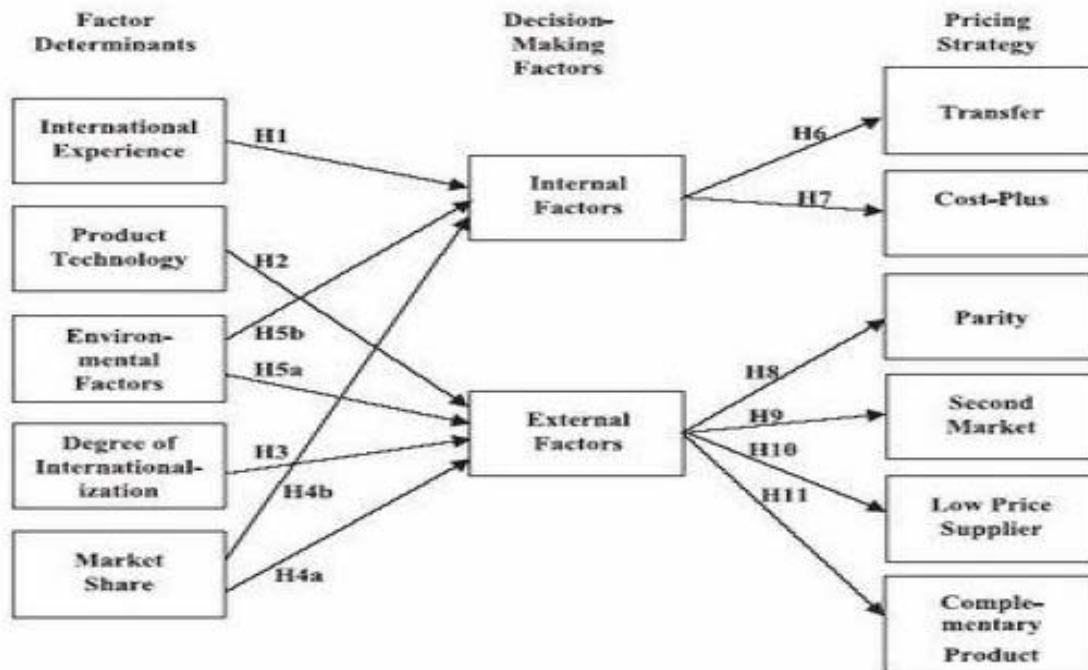 Factor
Determinants
Decision-
Making
Factors
Pricing
Strategy
International
Experience
Product
Technology
Environ-
mental
Factors
Degree of
International-
ization
Market
Share
H1
H2
H5b
H5a
H3
H4b
H4a
Internal
Factors
External
Factors
H6
H7
H8
H9
H10
H11
Transfer
Cost-Plus
Parity
Second
Market
Low Price
Supplier
Comple-
mentary
Product